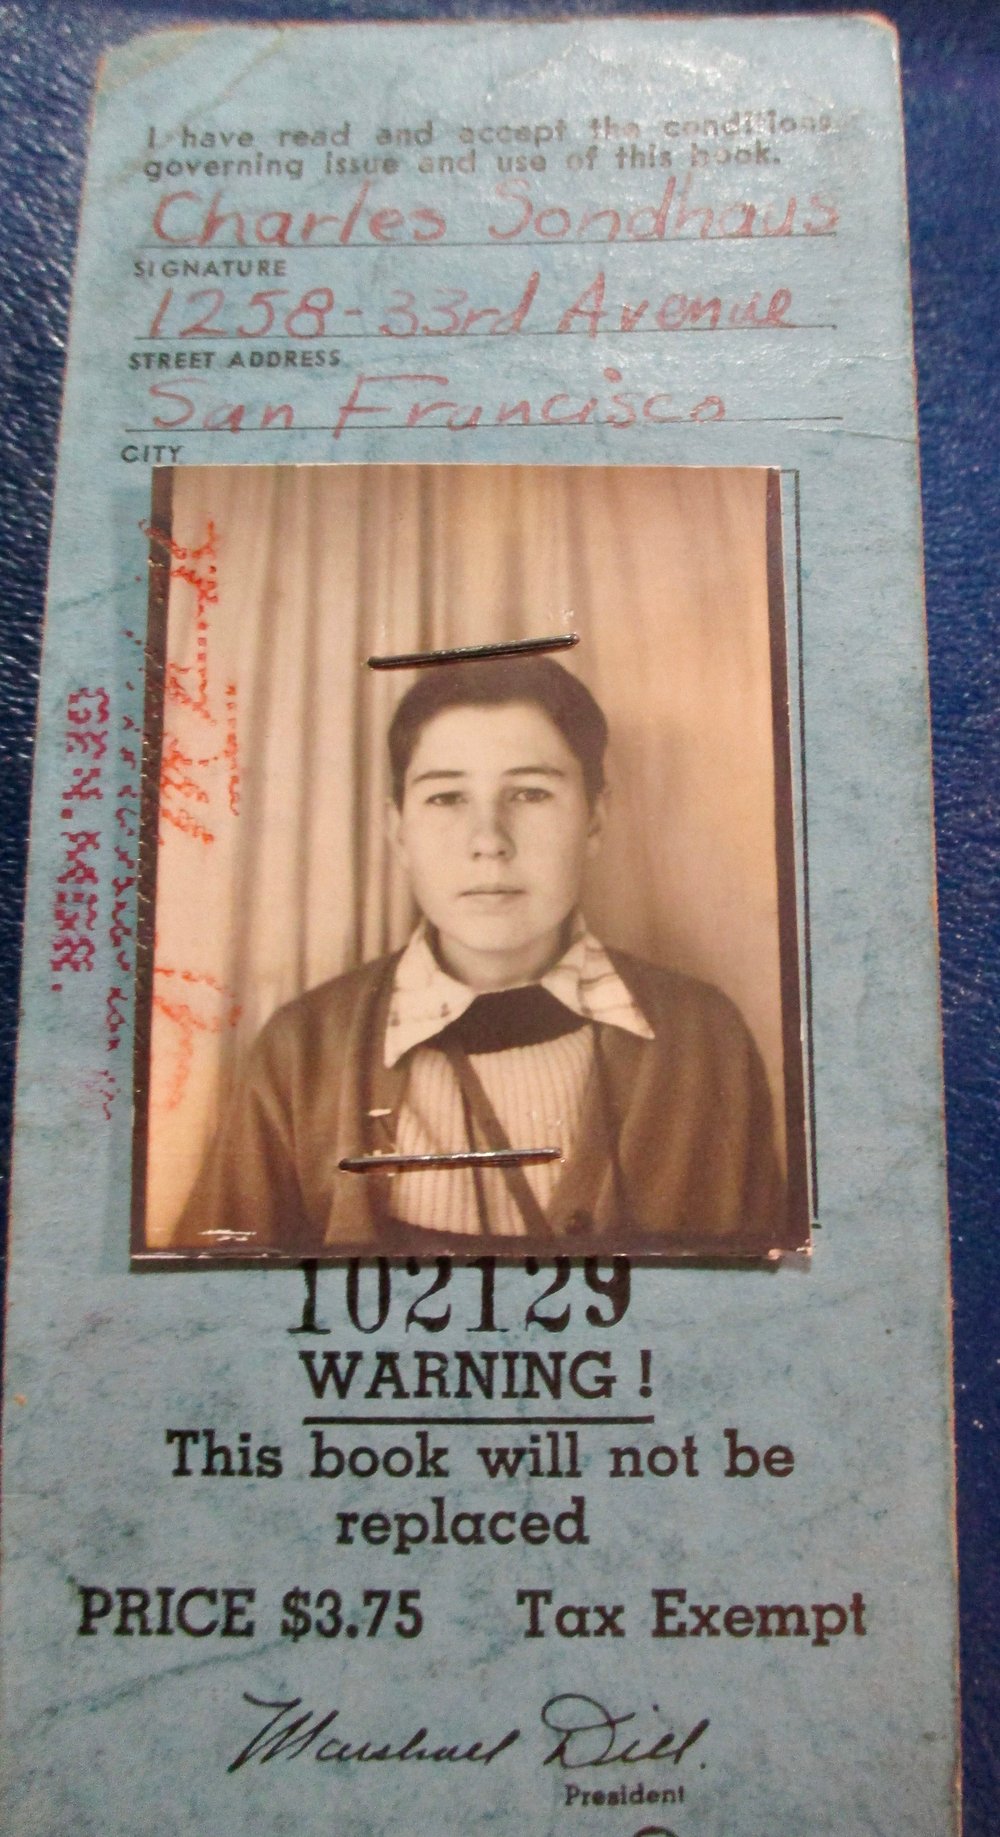 I have read and accept the conditions
governing issue and use of this book.
Charles Sondhaus
SIGNATURE
1258-33rd Avenue
STREET ADDRESS
San Francisco
CITY
102129
WARNING!
This book will not be
replaced
PRICE $3.75 Tax Exempt
Marshall Dill.
President